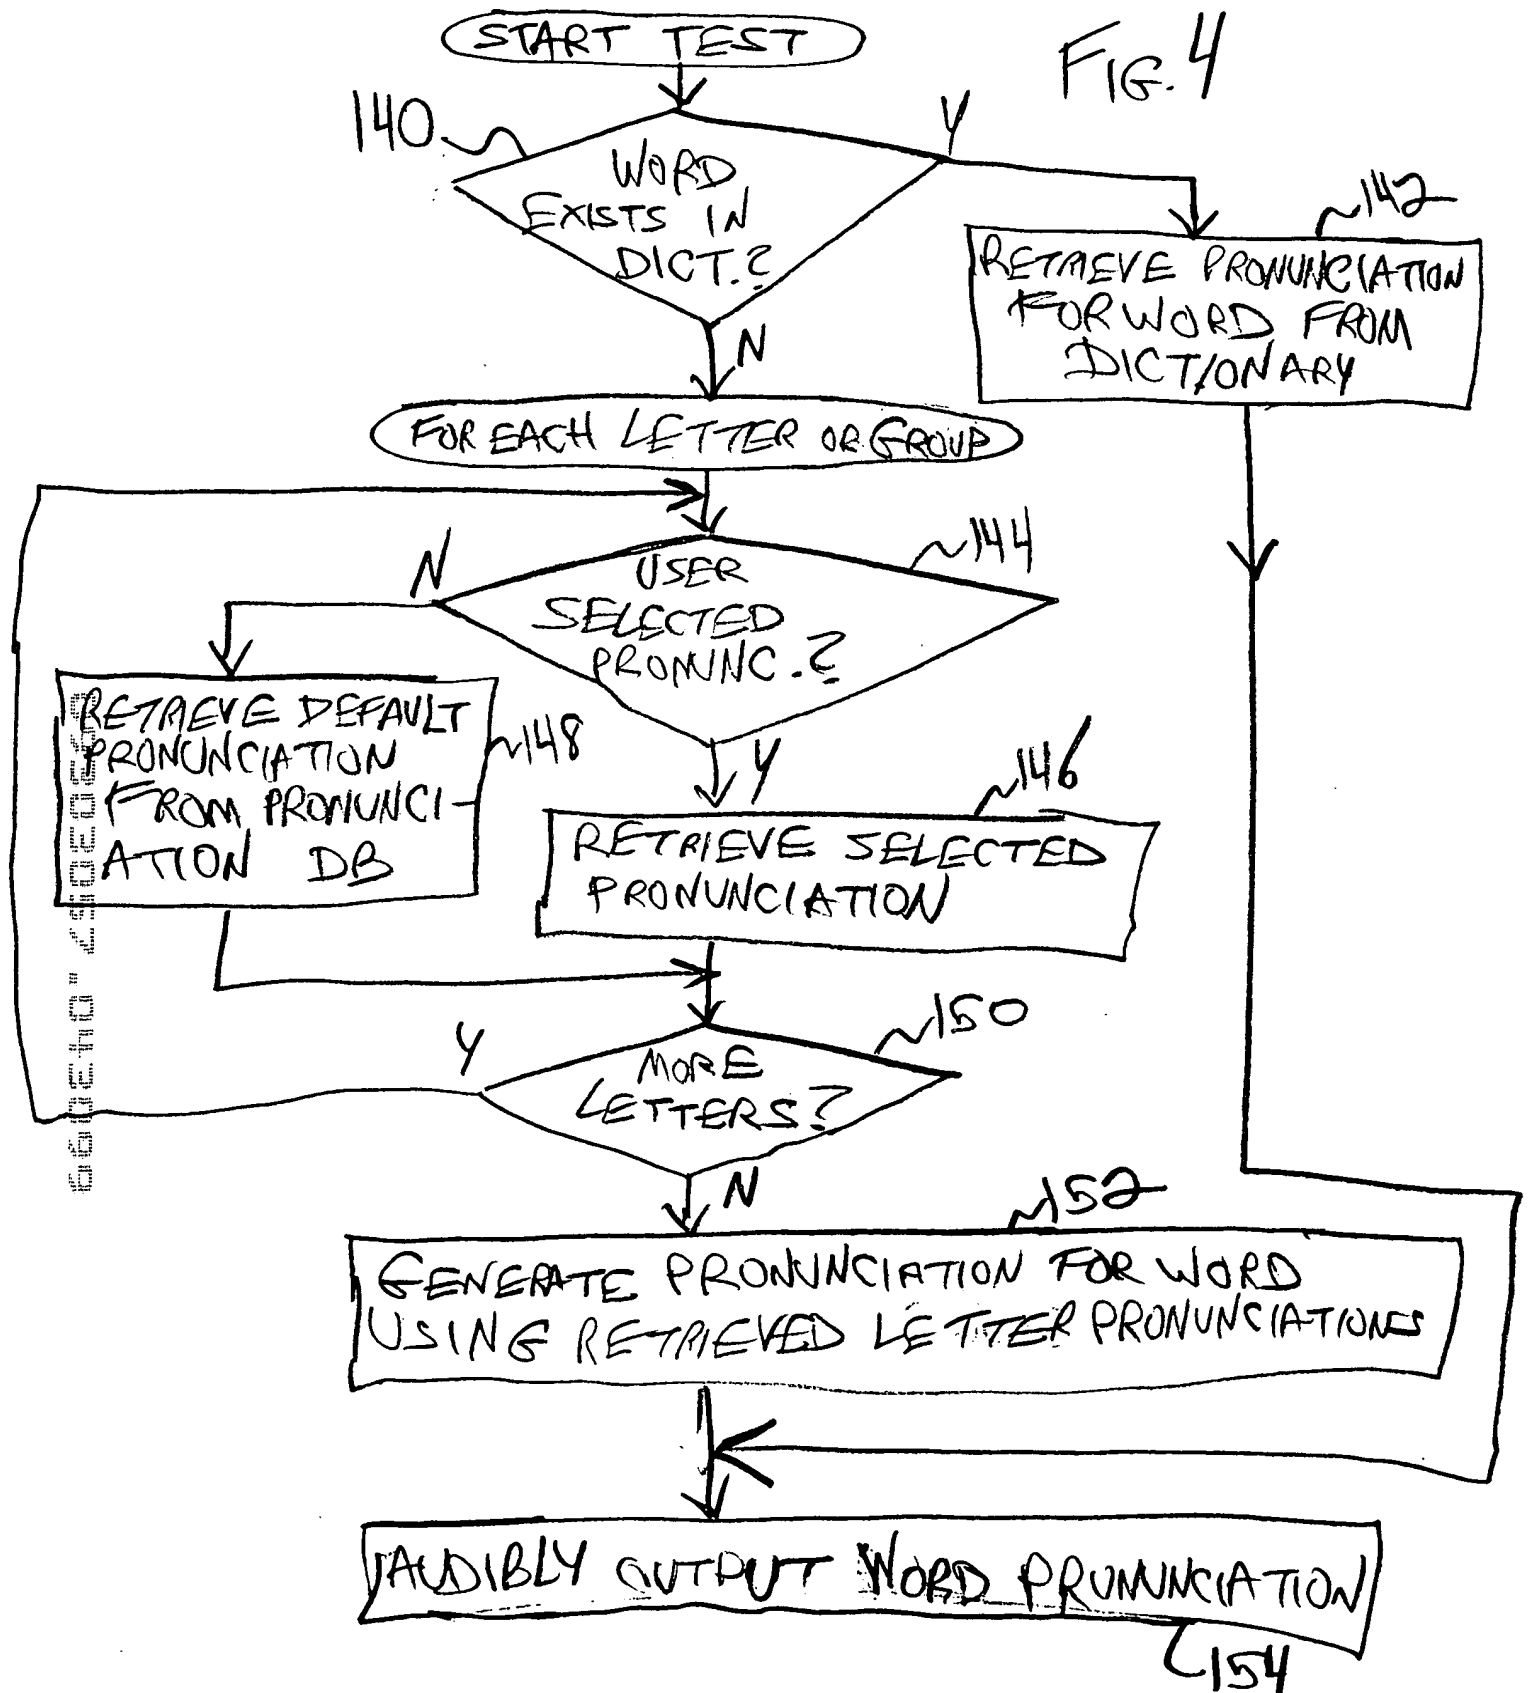 START TEST
FIG. 4
140
Y
WORD
EXISTS IN
DICT.?
142
RETRIEVE PRONUNCIATION
FOR WORD FROM
DICTIONARY
N
FOR EACH LETTER OR GROUP
144
N
USER
SELECTED
PRONUNC.?
RETRIEVE DEFAULT
PRONUNCIATION
FROM PRONUNCI-
ATION DB
148
Y
146
RETRIEVE SELECTED
PRONUNCIATION
150
Y
MORE
LETTERS?
N
152
GENERATE PRONUNCIATION FOR WORD
USING RETRIEVED LETTER PRONUNCIATIONS
AUDIBLY OUTPUT WORD PRONUNCIATION
154